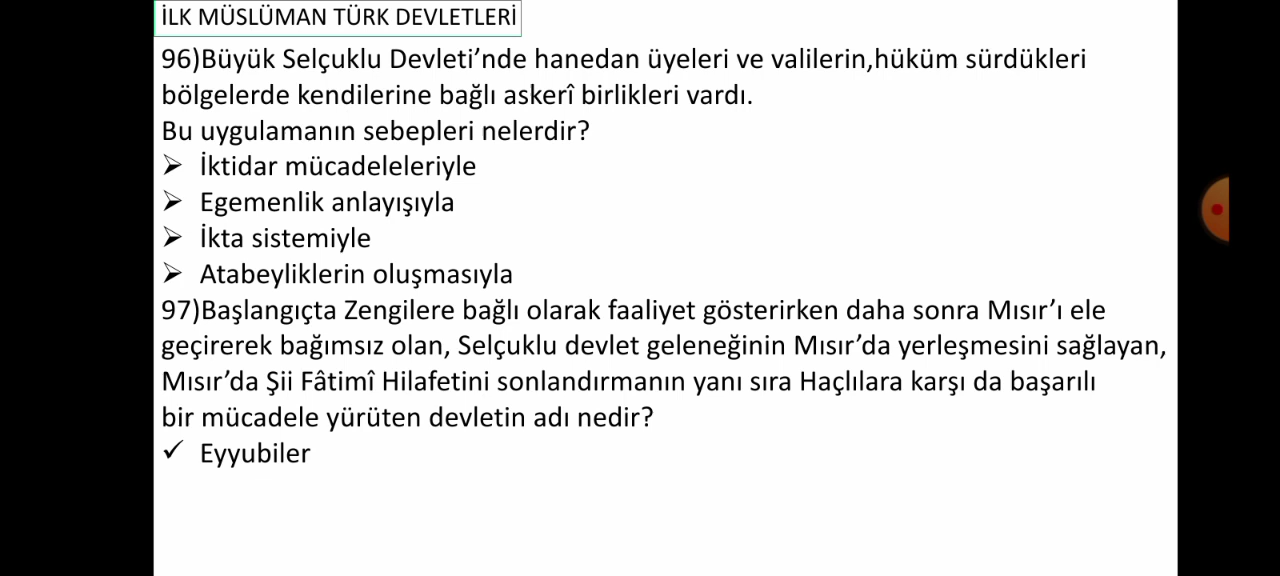 İLK MÜSLÜMAN TÜRK DEVLETLERİ
96)Büyük Selçuklu Devleti’nde hanedan üyeleri ve valilerin,hüküm sürdükleri
bölgelerde kendilerine bağlı askerî birlikleri vardı.
Bu uygulamanın sebepleri nelerdir?
➢ İktidar mücadeleleriyle
➢ Egemenlik anlayışıyla
➢ İkta sistemiyle
➢ Atabeyliklerin oluşmasıyla
97)Başlangıçta Zengilere bağlı olarak faaliyet gösterirken daha sonra Mısır’ı ele
geçirerek bağımsız olan, Selçuklu devlet geleneğinin Mısır’da yerleşmesini sağlayan,
Mısır’da Şii Fâtimî Hilafetini sonlandırmanın yanı sıra Haçlılara karşı da başarılı
bir mücadele yürüten devletin adı nedir?
✓ Eyyubiler